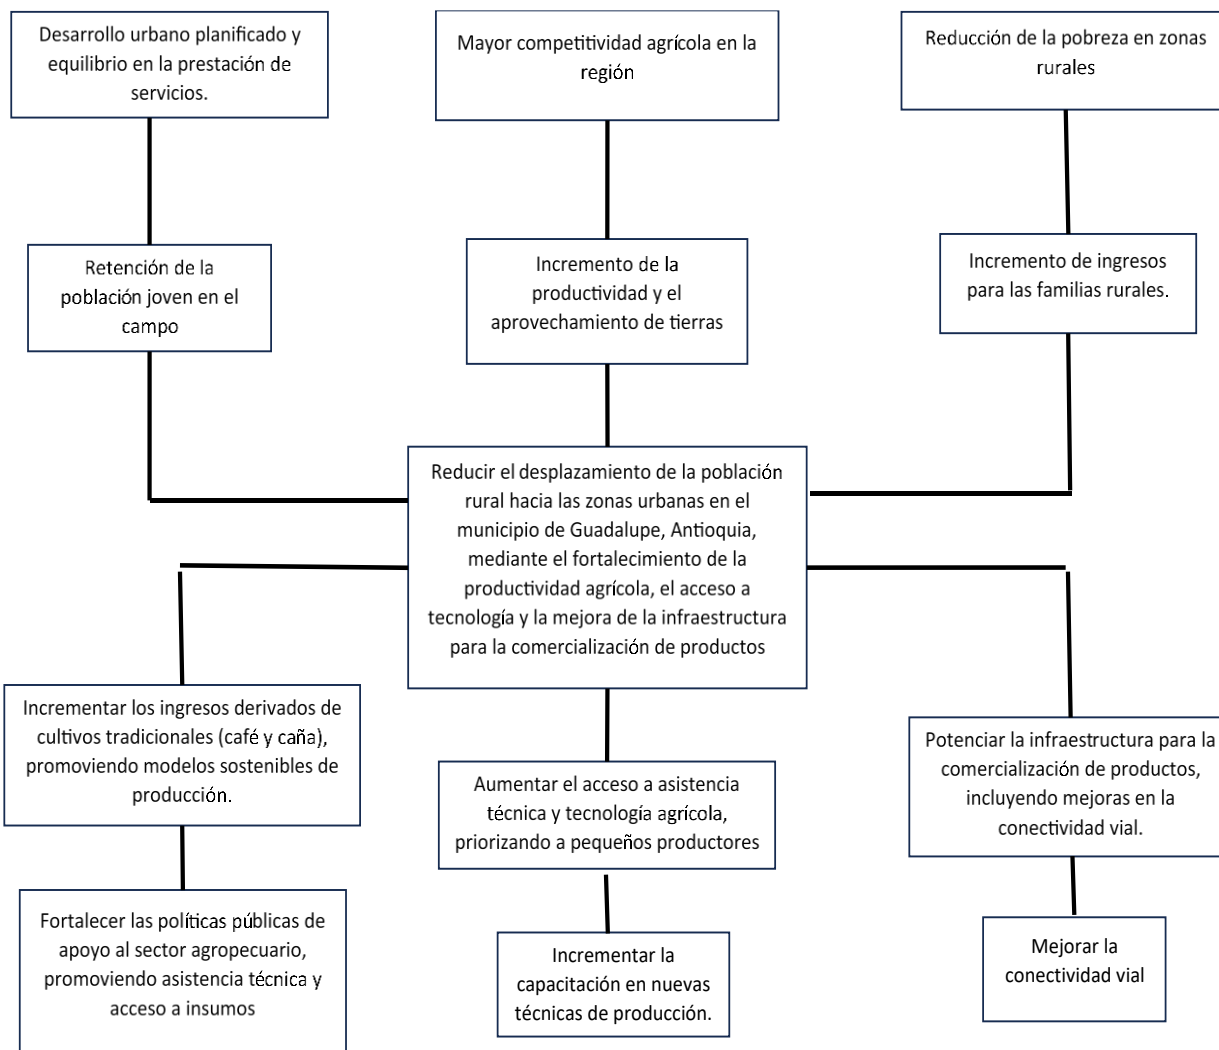 Desarrollo urbano planificado y
equilibrio en la prestación de
servicios.
Mayor competitividad agrícola en la
región
Reducción de la pobreza en zonas
rurales
Retención de la
población joven en el
campo
Incremento de la
productividad y el
aprovechamiento de tierras
Incremento de ingresos
para las familias rurales.
Reducir el desplazamiento de la población
rural hacia las zonas urbanas en el
municipio de Guadalupe, Antioquia,
mediante el fortalecimiento de la
productividad agrícola, el acceso a
tecnología y la mejora de la infraestructura
para la comercialización de productos
Incrementar los ingresos derivados de
cultivos tradicionales (café y caña),
promoviendo modelos sostenibles de
producción.
Aumentar el acceso a asistencia
técnica y tecnología agrícola,
priorizando a pequeños productores
Potenciar la infraestructura para la
comercialización de productos,
incluyendo mejoras en la
conectividad vial.
Fortalecer las políticas públicas de
apoyo al sector agropecuario,
promoviendo asistencia técnica y
acceso a insumos
Incrementar la
capacitación en nuevas
técnicas de producción.
Mejorar la
conectividad vial